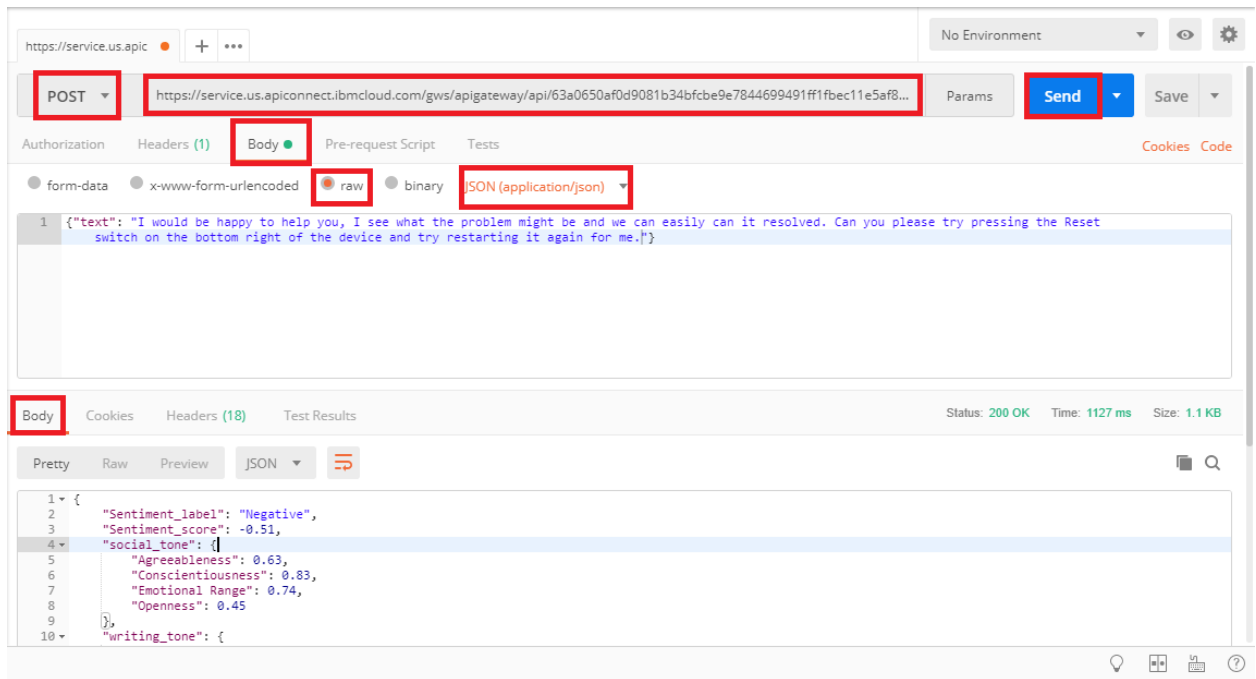 https://service.us.apic
No Environment
POST https://service.us.apiconnect.ibmcloud.com/gws/apigateway/api/63a0650af0d9081b34bfcbe9e7844699491ff1fbec11e5af8... Params Send Save
Authorization Headers (1) Body Pre-request Script Tests Cookies Code
form-data x-www-form-urlencoded raw binary JSON (application/json)
1 {"text": "I would be happy to help you, I see what the problem might be and we can easily can it resolved. Can you please try pressing the Reset
switch on the bottom right of the device and try restarting it again for me."}
Body Cookies Headers (18) Test Results Status: 200 OK Time: 1127 ms Size: 1.1 KB
Pretty Raw Preview JSON
1 {
2 "Sentiment_label": "Negative",
3 "Sentiment_score": -0.51,
4 "social_tone": {
5 "Agreeableness": 0.63,
6 "Conscientiousness": 0.83,
7 "Emotional Range": 0.74,
8 "Openness": 0.45
9 },
10 "writing_tone": {